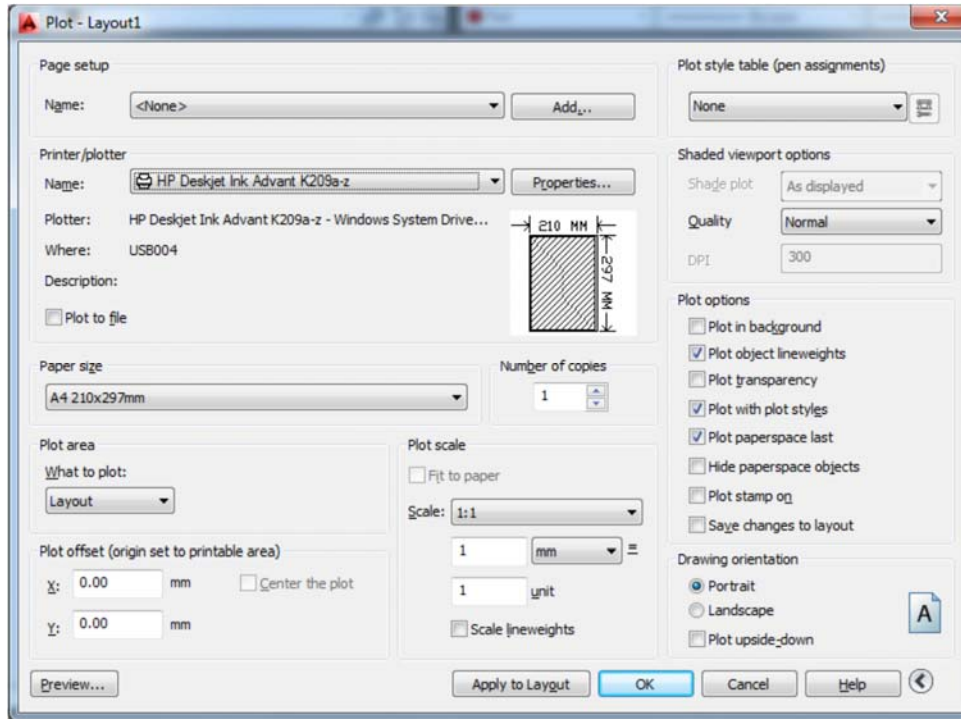 Plot - Layout1
Page setup
Name: <None> Add...
Printer/plotter
Name: HP Deskjet Ink Advant K209a-z Properties...
Plotter: HP Deskjet Ink Advant K209a-z - Windows System Drive...
Where: USB004
Description:
Plot to file
210 MM
297 MM
Paper size
A4 210x297mm
Number of copies
1
Plot area
What to plot:
Layout
Plot offset (origin set to printable area)
X: 0.00 mm Center the plot
Y: 0.00 mm
Plot scale
Fit to paper
Scale: 1:1
1 mm =
1 unit
Scale lineweights
Plot style table (pen assignments)
None
Shaded viewport options
Shade plot As displayed
Quality Normal
DPI 300
Plot options
Plot in background
Plot object lineweights
Plot transparency
Plot with plot styles
Plot paperspace last
Hide paperspace objects
Plot stamp on
Save changes to layout
Drawing orientation
Portrait
Landscape
Plot upside-down
A
Preview... Apply to Layout OK Cancel Help